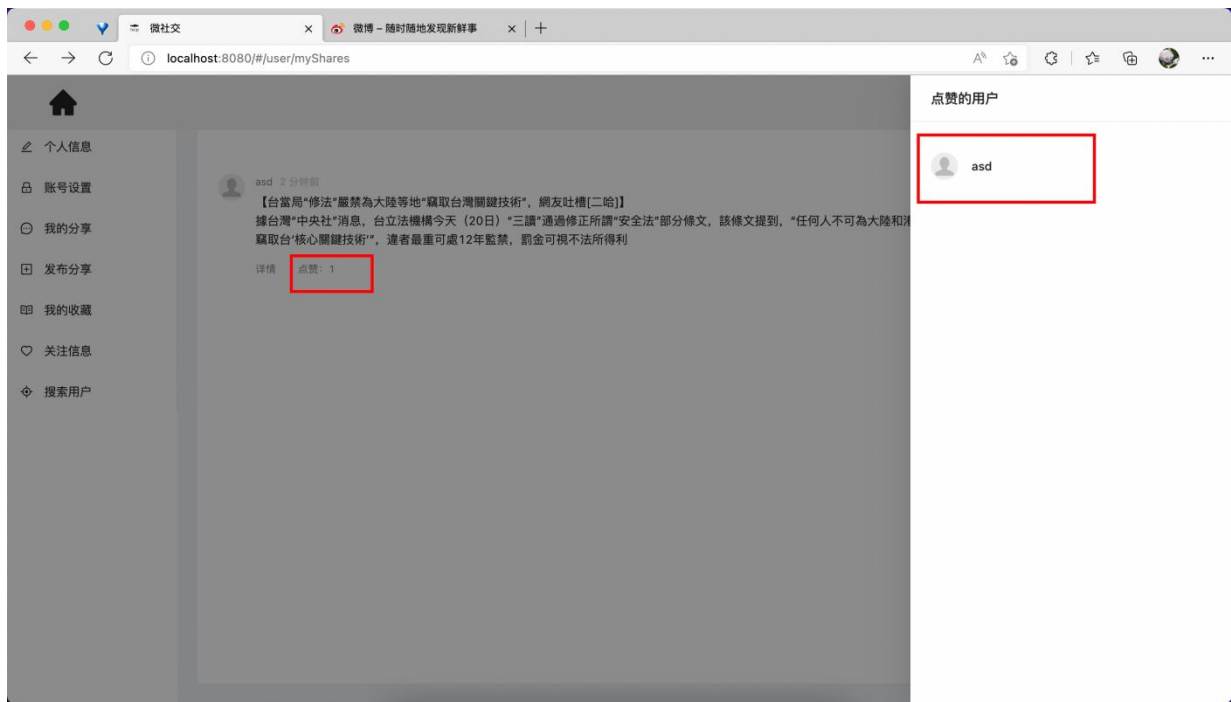 微社交
微博 – 随时随地发现新鲜事
localhost:8080/#/user/myShares
点赞的用户
asd
个人信息
账号设置
我的分享
发布分享
我的收藏
关注信息
搜索用户
asd 2 分钟前
【台當局“修法”嚴禁為大陸等地“竊取台灣關鍵技術”，網友吐槽[二哈]】
據台灣“中央社”消息，台立法機構今天（20日）“三讀”通過修正所謂“安全法”部分條文，該條文提到，“任何人不可為大陸和港
竊取台‘核心關鍵技術’”，違者最重可處12年監禁，罰金可視不法所得利
详情 点赞：1